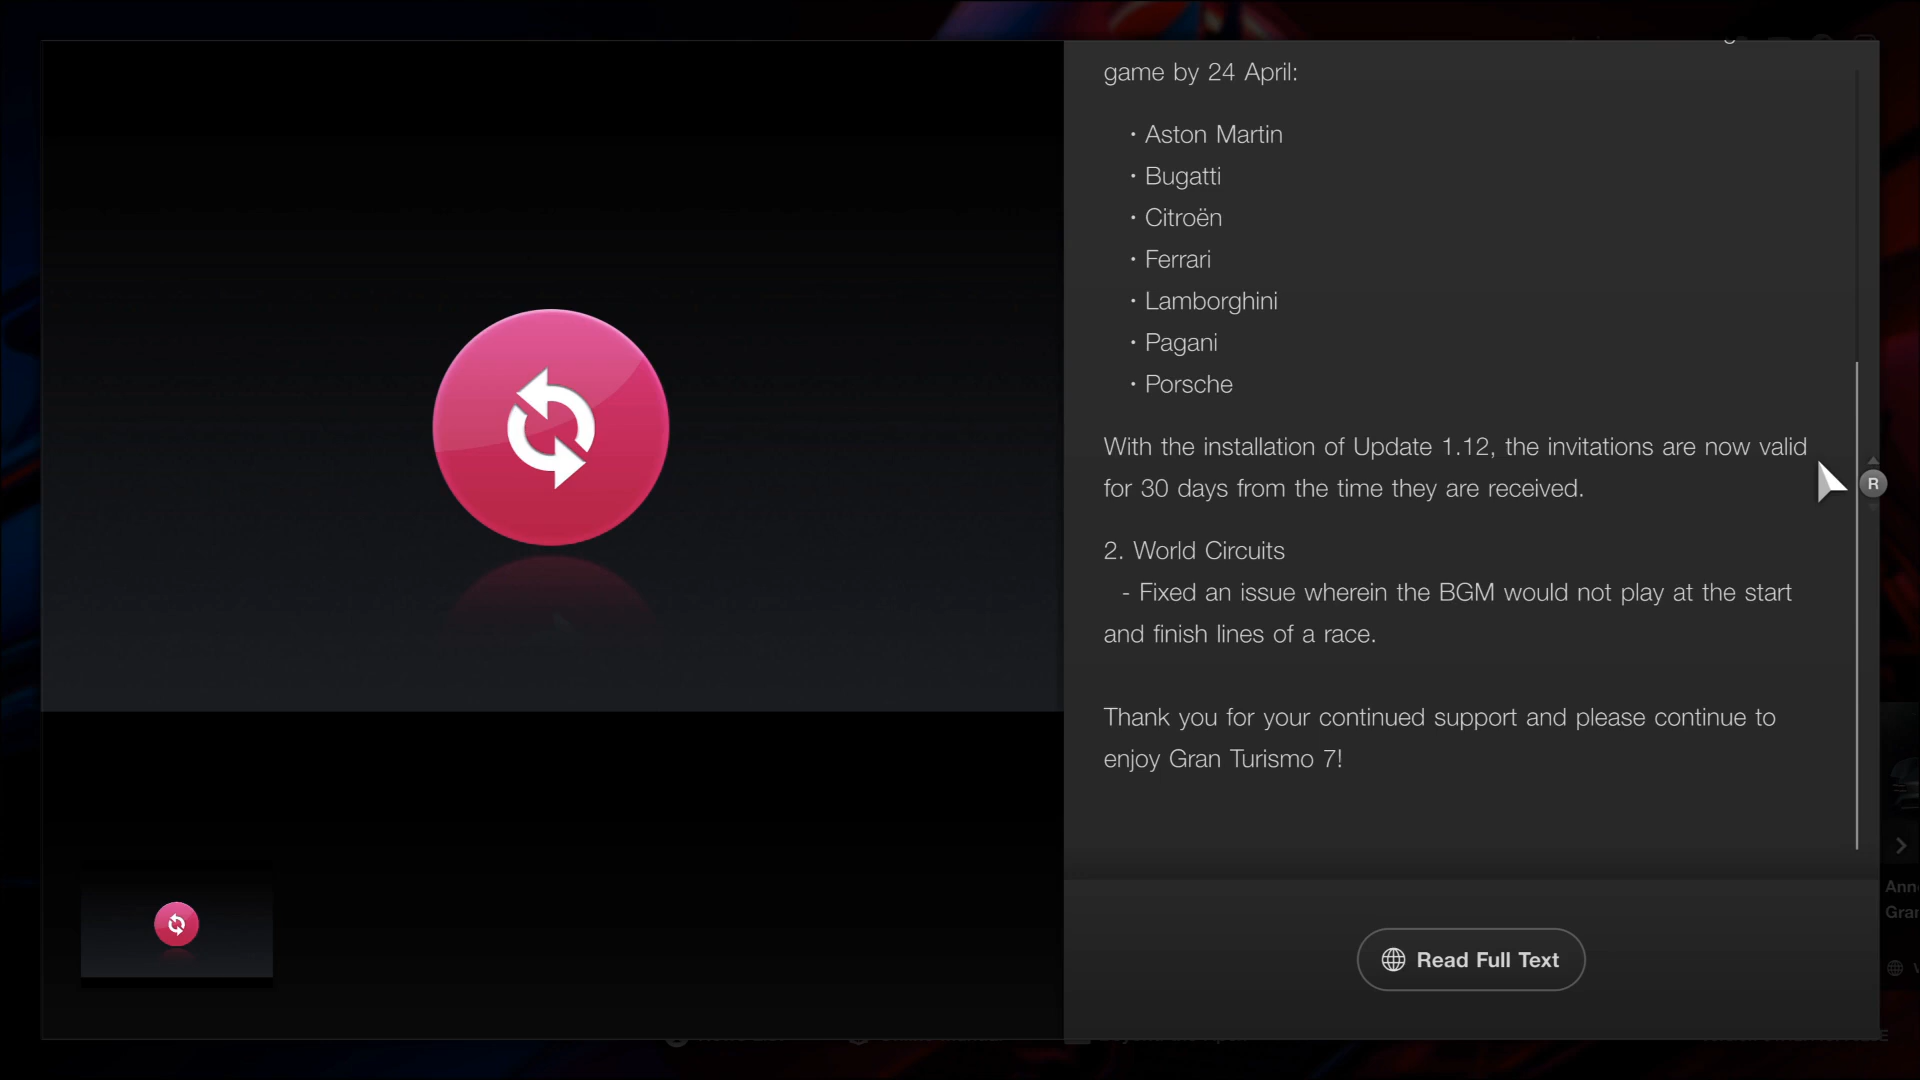 game by 24 April:
・Aston Martin
・Bugatti
・Citroën
・Ferrari
・Lamborghini
・Pagani
・Porsche
With the installation of Update 1.12, the invitations are now valid
for 30 days from the time they are received.
R
2. World Circuits
- Fixed an issue wherein the BGM would not play at the start
and finish lines of a race.
Thank you for your continued support and please continue to
enjoy Gran Turismo 7!
Read Full Text